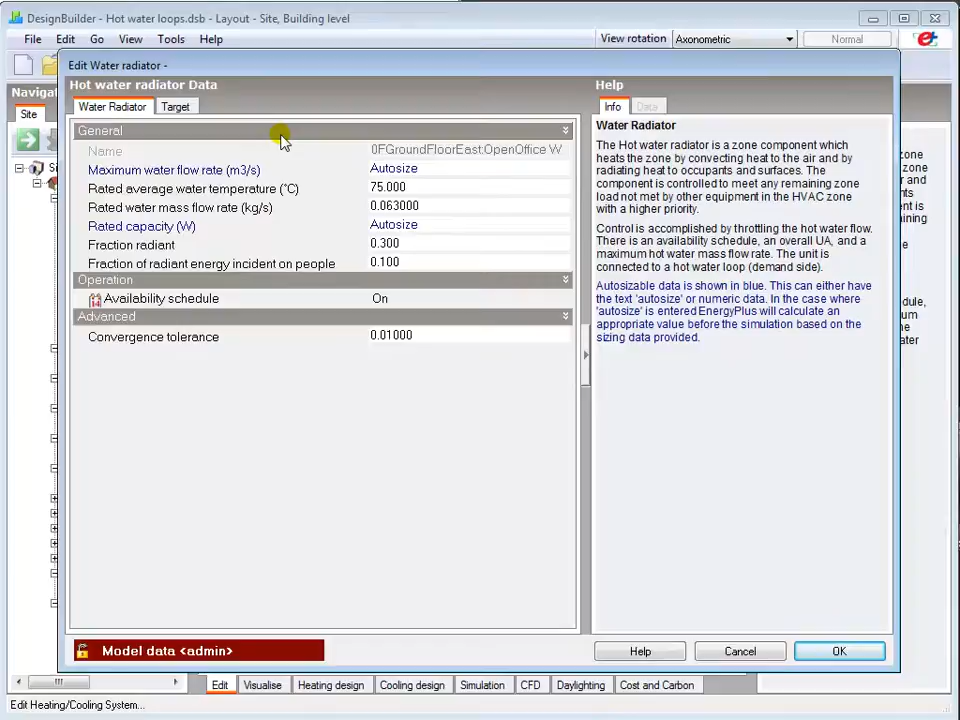 DesignBuilder - Hot water loops.dsb - Layout - Site, Building level
File Edit Go View Tools Help
View rotation Axonometric Normal
Edit Water radiator -
Hot water radiator Data
Help
Water Radiator Target
Info Data
Site
General
Name 0FGroundFloorEast:OpenOffice W
Maximum water flow rate (m3/s) Autosize
Rated average water temperature (°C) 75.000
Rated water mass flow rate (kg/s) 0.063000
Rated capacity (W) Autosize
Fraction radiant 0.300
Fraction of radiant energy incident on people 0.100
Operation
Availability schedule On
Advanced
Convergence tolerance 0.01000
Water Radiator
The Hot water radiator is a zone component which
heats the zone by convecting heat to the air and by
radiating heat to occupants and surfaces. The
component is controlled to meet any remaining zone
load not met by other equipment in the HVAC zone
with a higher priority.
Control is accomplished by throttling the hot water flow.
There is an availability schedule, an overall UA, and a
maximum hot water mass flow rate. The unit is
connected to a hot water loop (demand side).
Autosizable data is shown in blue. This can either have
the text 'autosize' or numeric data. In the case where
'autosize' is entered EnergyPlus will calculate an
appropriate value before the simulation based on the
sizing data provided.
Model data <admin>
Help Cancel OK
Edit Visualise Heating design Cooling design Simulation CFD Daylighting Cost and Carbon
Edit Heating/Cooling System...